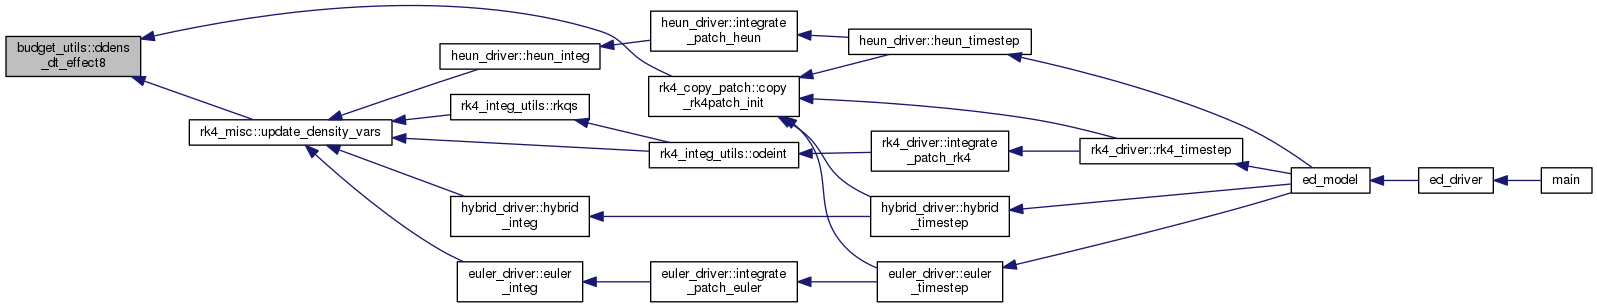 budget_utils::ddens
_dt_effect8
rk4_misc::update_density_vars
heun_driver::heun_integ
rk4_integ_utils::rkqs
hybrid_driver::hybrid
_integ
euler_driver::euler
_integ
heun_driver::integrate
_patch_heun
rk4_copy_patch::copy
_rk4patch_init
rk4_integ_utils::odeint
euler_driver::integrate
_patch_euler
heun_driver::heun_timestep
rk4_driver::integrate
_patch_rk4
hybrid_driver::hybrid
_timestep
euler_driver::euler
_timestep
rk4_driver::rk4_timestep
ed_model
ed_driver
main